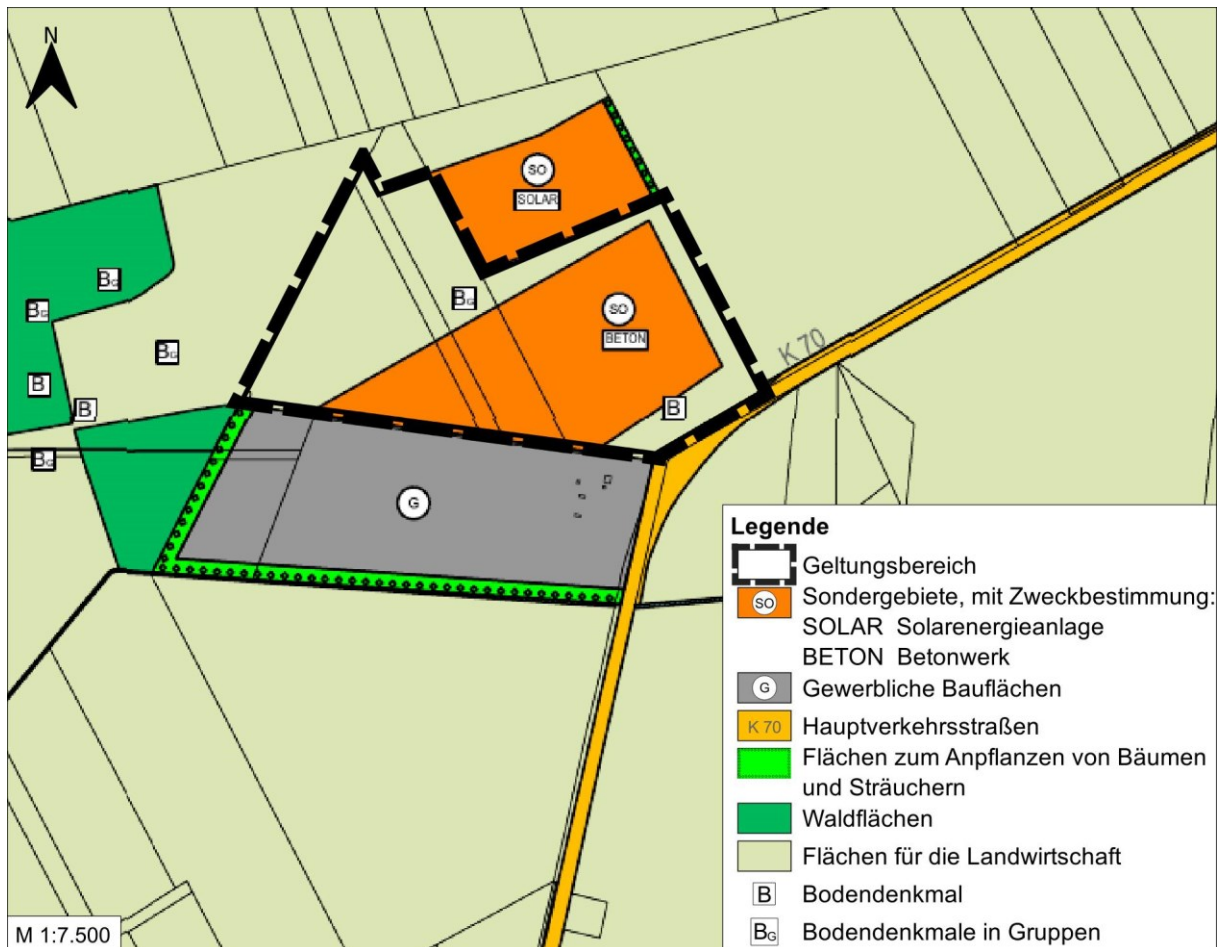 N
SO
SOLAR
SO
BETON
K 70
BG
BG
BG
BG
B
B
B
BG
G
Legende
Geltungsbereich
SO Sondergebiete, mit Zweckbestimmung:
SOLAR Solarenergieanlage
BETON Betonwerk
G Gewerbliche Bauflächen
K 70 Hauptverkehrsstraßen
Flächen zum Anpflanzen von Bäumen
und Sträuchern
Waldflächen
Flächen für die Landwirtschaft
B Bodendenkmal
BG Bodendenkmale in Gruppen
M 1:7.500